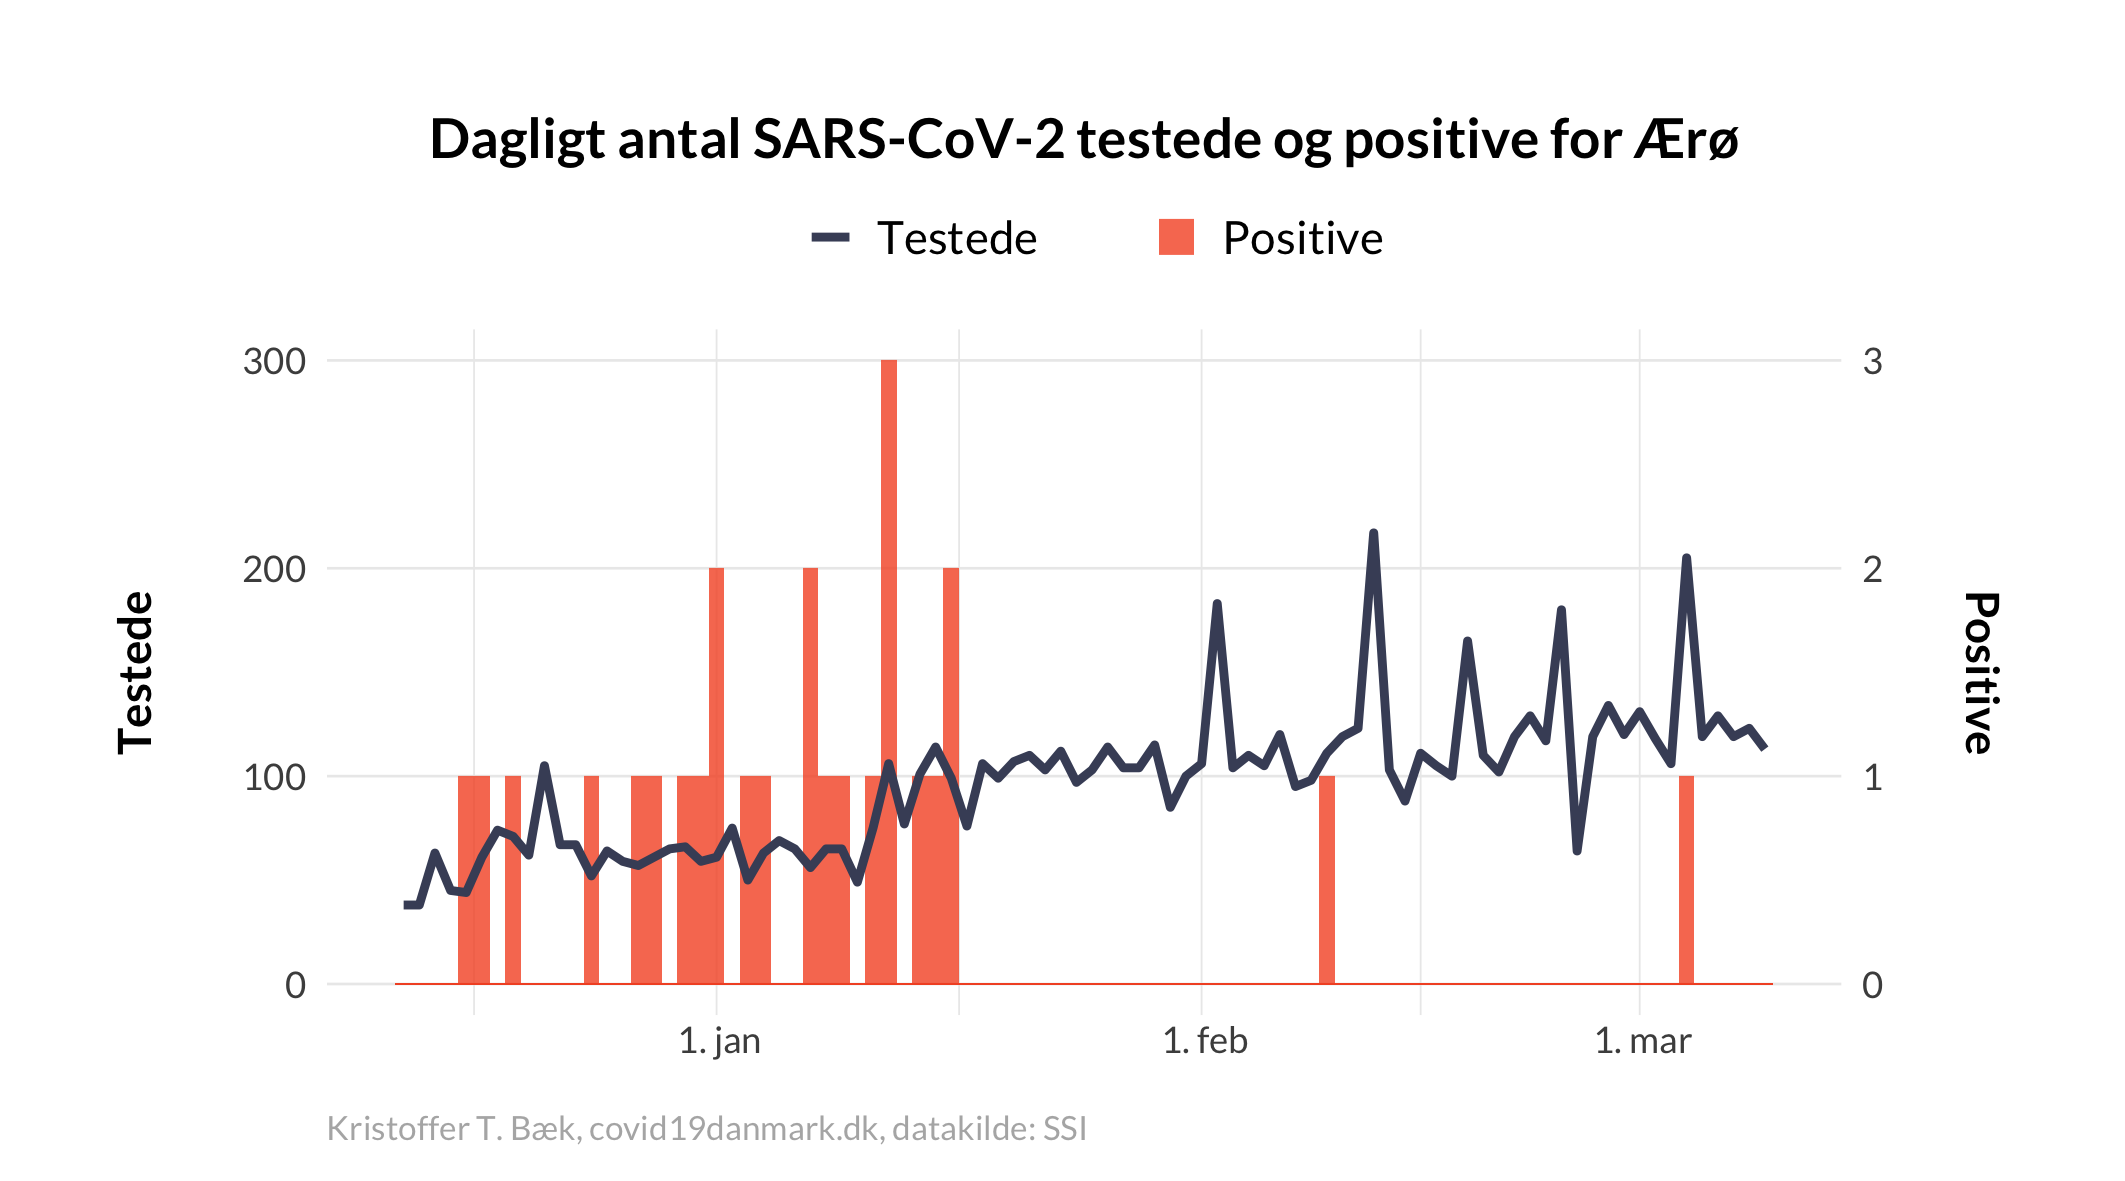 Dagligt antal SARS-CoV-2 testede og positive for Ærø
Testede
Positive
300
200
100
0
3
2
1
0
Testede
Positive
1. jan
1. feb
1. mar
Kristoffer T. Bæk, covid19danmark.dk, datakilde: SSI